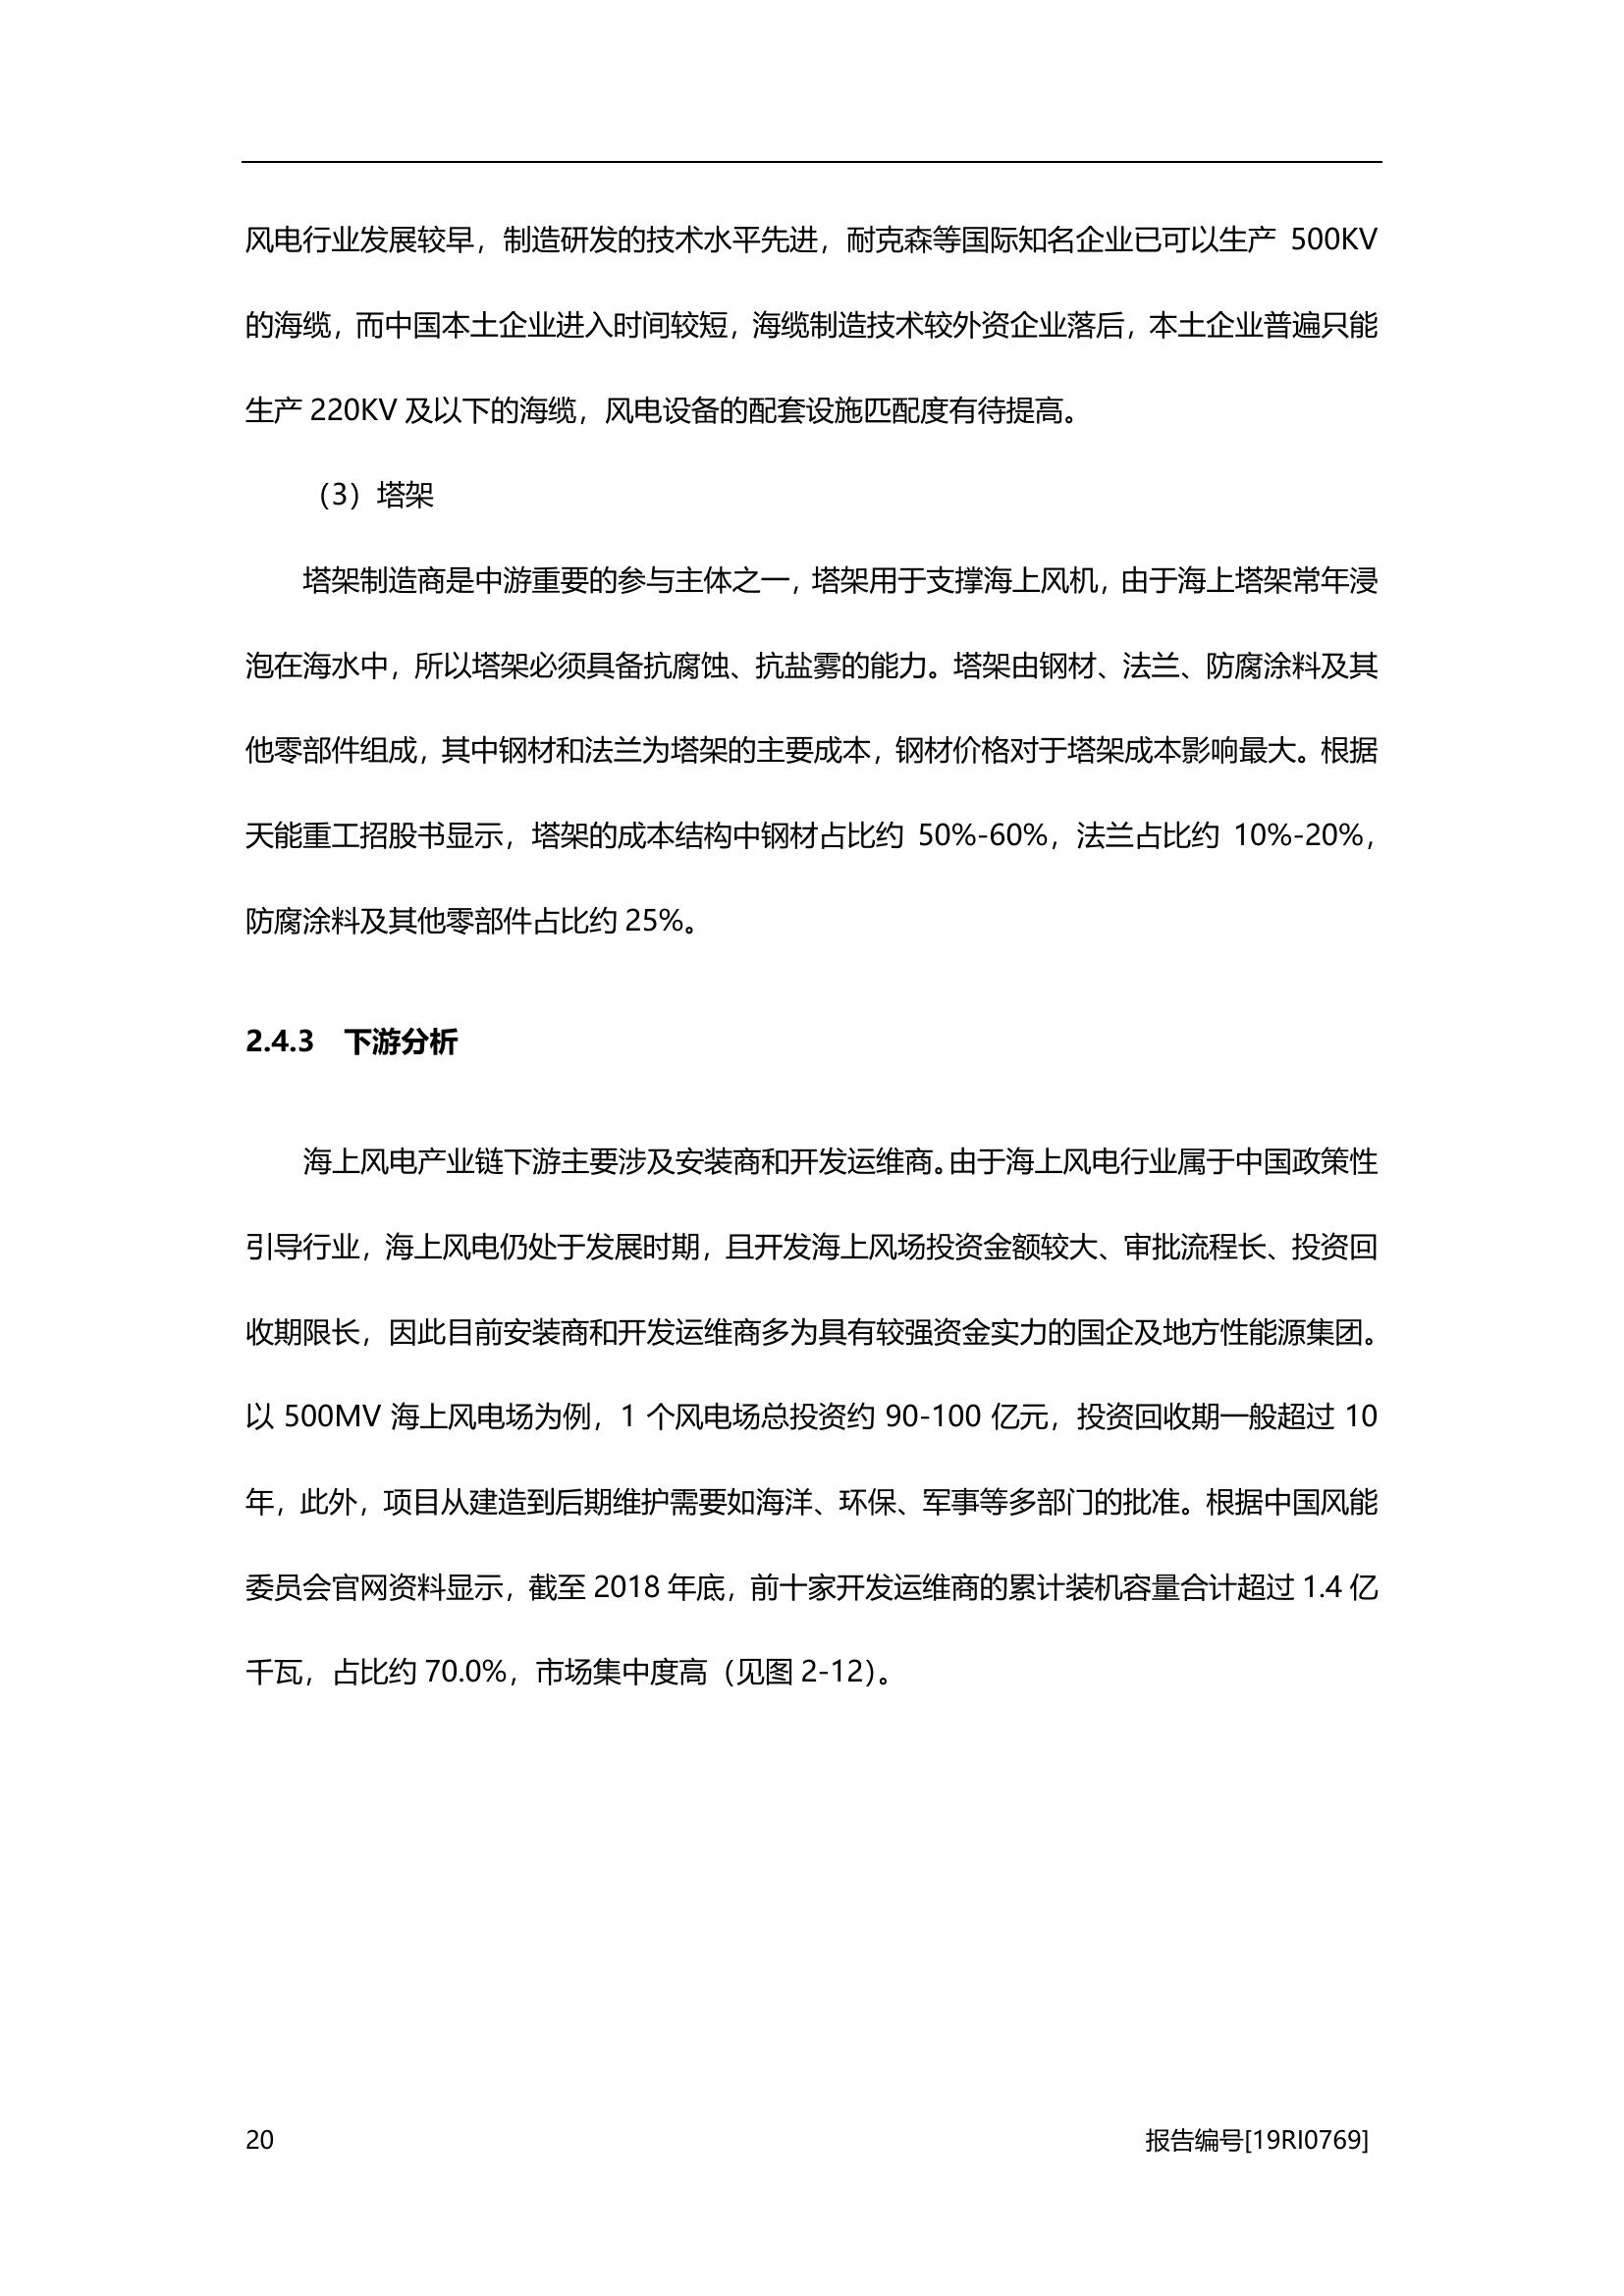 风电行业发展较早，制造研发的技术水平先进，耐克森等国际知名企业已可以生产 500KV
的海缆，而中国本土企业进入时间较短，海缆制造技术较外资企业落后，本土企业普遍只能
生产 220KV 及以下的海缆，风电设备的配套设施匹配度有待提高。
（3）塔架
塔架制造商是中游重要的参与主体之一，塔架用于支撑海上风机，由于海上塔架常年浸
泡在海水中，所以塔架必须具备抗腐蚀、抗盐雾的能力。塔架由钢材、法兰、防腐涂料及其
他零部件组成，其中钢材和法兰为塔架的主要成本，钢材价格对于塔架成本影响最大。根据
天能重工招股书显示，塔架的成本结构中钢材占比约 50%-60%，法兰占比约 10%-20%，
防腐涂料及其他零部件占比约 25%。
2.4.3 下游分析
海上风电产业链下游主要涉及安装商和开发运维商。由于海上风电行业属于中国政策性
引导行业，海上风电仍处于发展时期，且开发海上风场投资金额较大、审批流程长、投资回
收期限长，因此目前安装商和开发运维商多为具有较强资金实力的国企及地方性能源集团。
以 500MV 海上风电场为例，1 个风电场总投资约 90-100 亿元，投资回收期一般超过 10
年，此外，项目从建造到后期维护需要如海洋、环保、军事等多部门的批准。根据中国风能
委员会官网资料显示，截至 2018 年底，前十家开发运维商的累计装机容量合计超过 1.4 亿
千瓦，占比约 70.0%，市场集中度高（见图 2-12）。
20 报告编号[19RI0769]